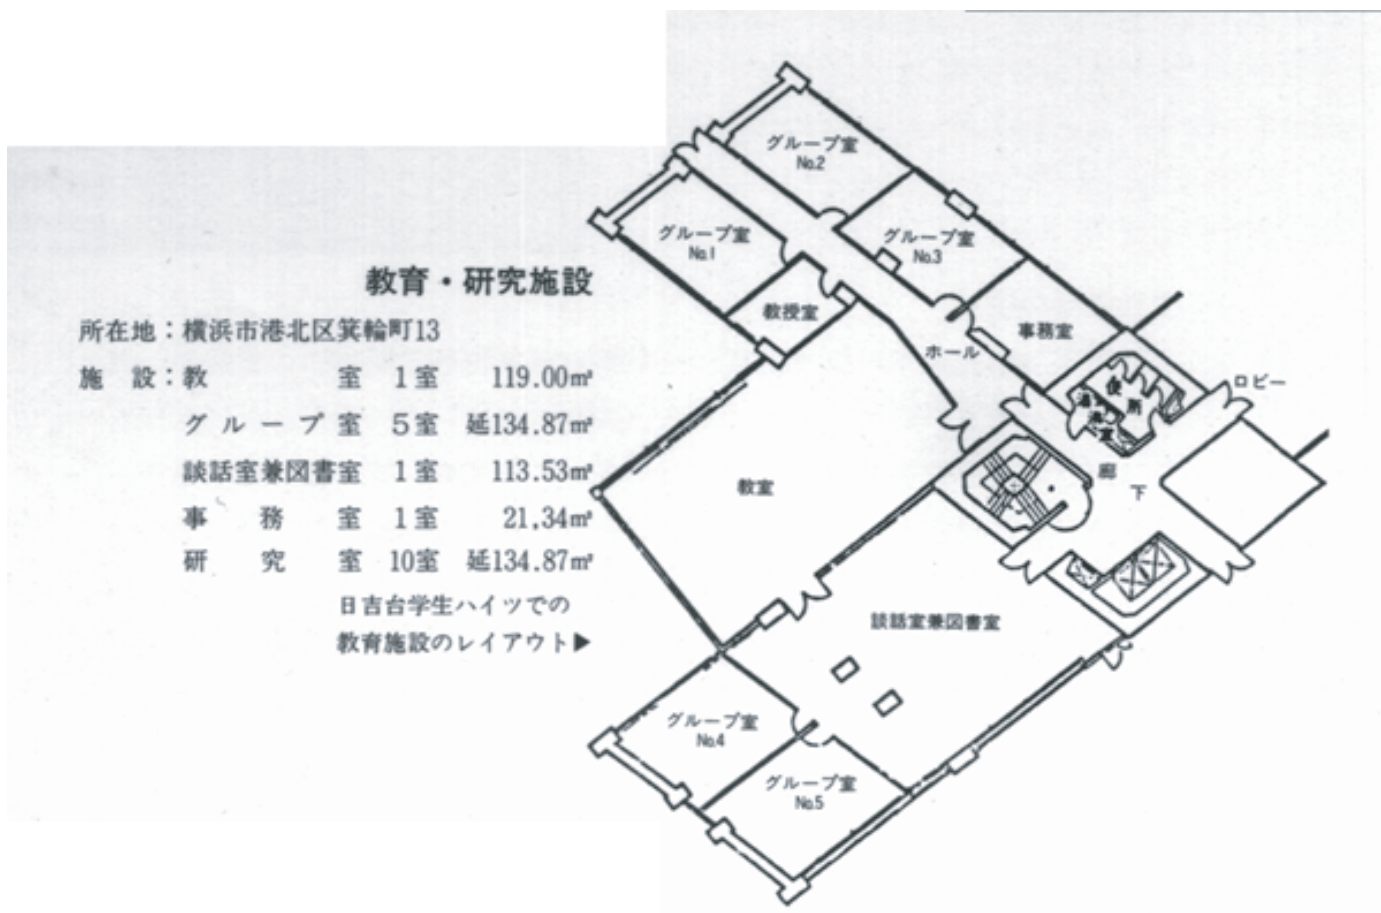 教育・研究施設
所在地：横浜市港北区箕輪町13
施　設：教　室　1室　119.00㎡
グループ室　5室　延134.87㎡
談話室兼図書室　1室　113.53㎡
事務室　1室　21,34㎡
研究室　10室　延134.87㎡
日吉台学生ハイツでの
教育施設のレイアウト▶
グループ室
No.2
グループ室
No.1
グループ室
No.3
教授室
事務室
ホール
便所
湯沸室
ロビー
廊下
教室
談話室兼図書室
グループ室
No.4
グループ室
No.5